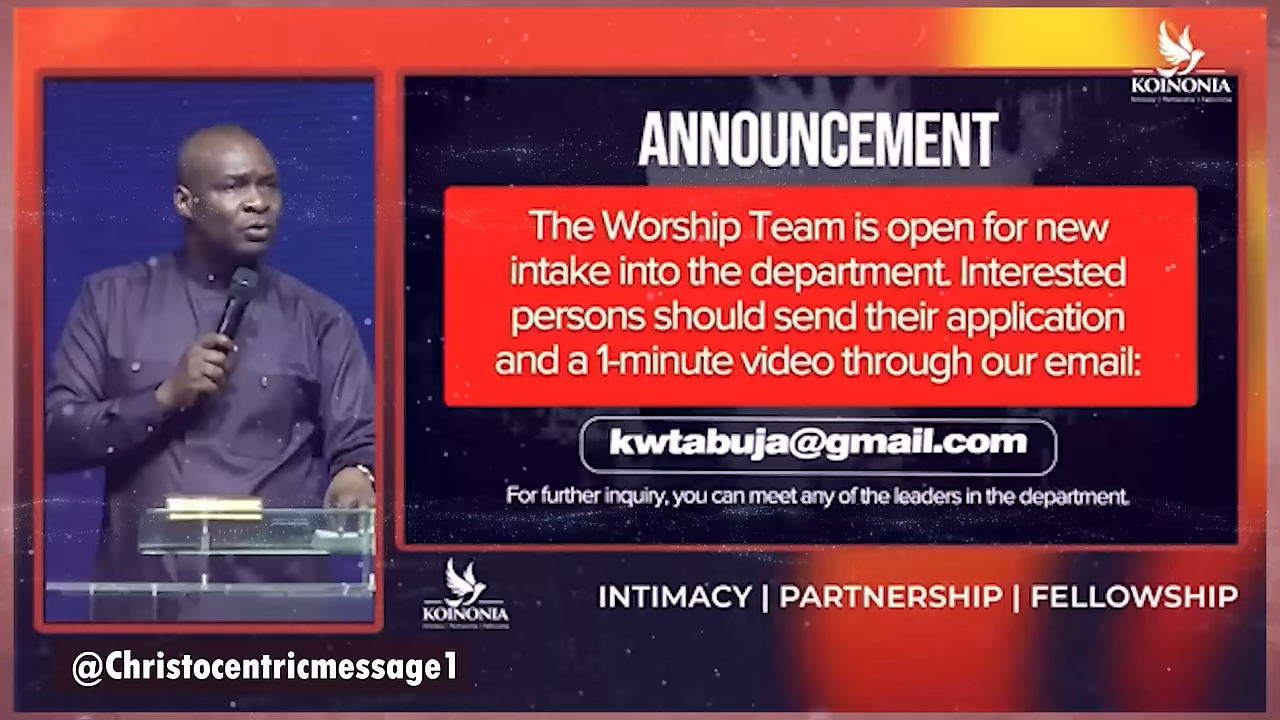 KOINONIA
ANNOUNCEMENT
The Worship Team is open for new
intake into the department. Interested
persons should send their application
and a 1-minute video through our email:
kwtabuja@gmail.com
For further inquiry, you can meet any of the leaders in the department.
KOINONIA
INTIMACY | PARTNERSHIP | FELLOWSHIP
@Christocentricmessage1